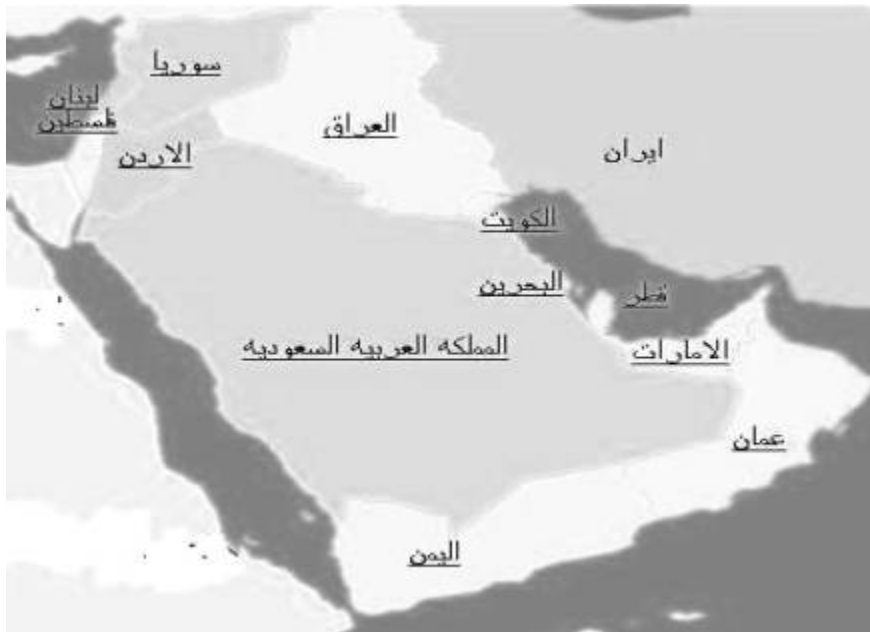 سوريا
لبنان
فلسطين
العراق
الاردن
ايران
الكويت
البحرين
قطر
المملكه العربيه السعوديه
الامارات
عمان
اليمن